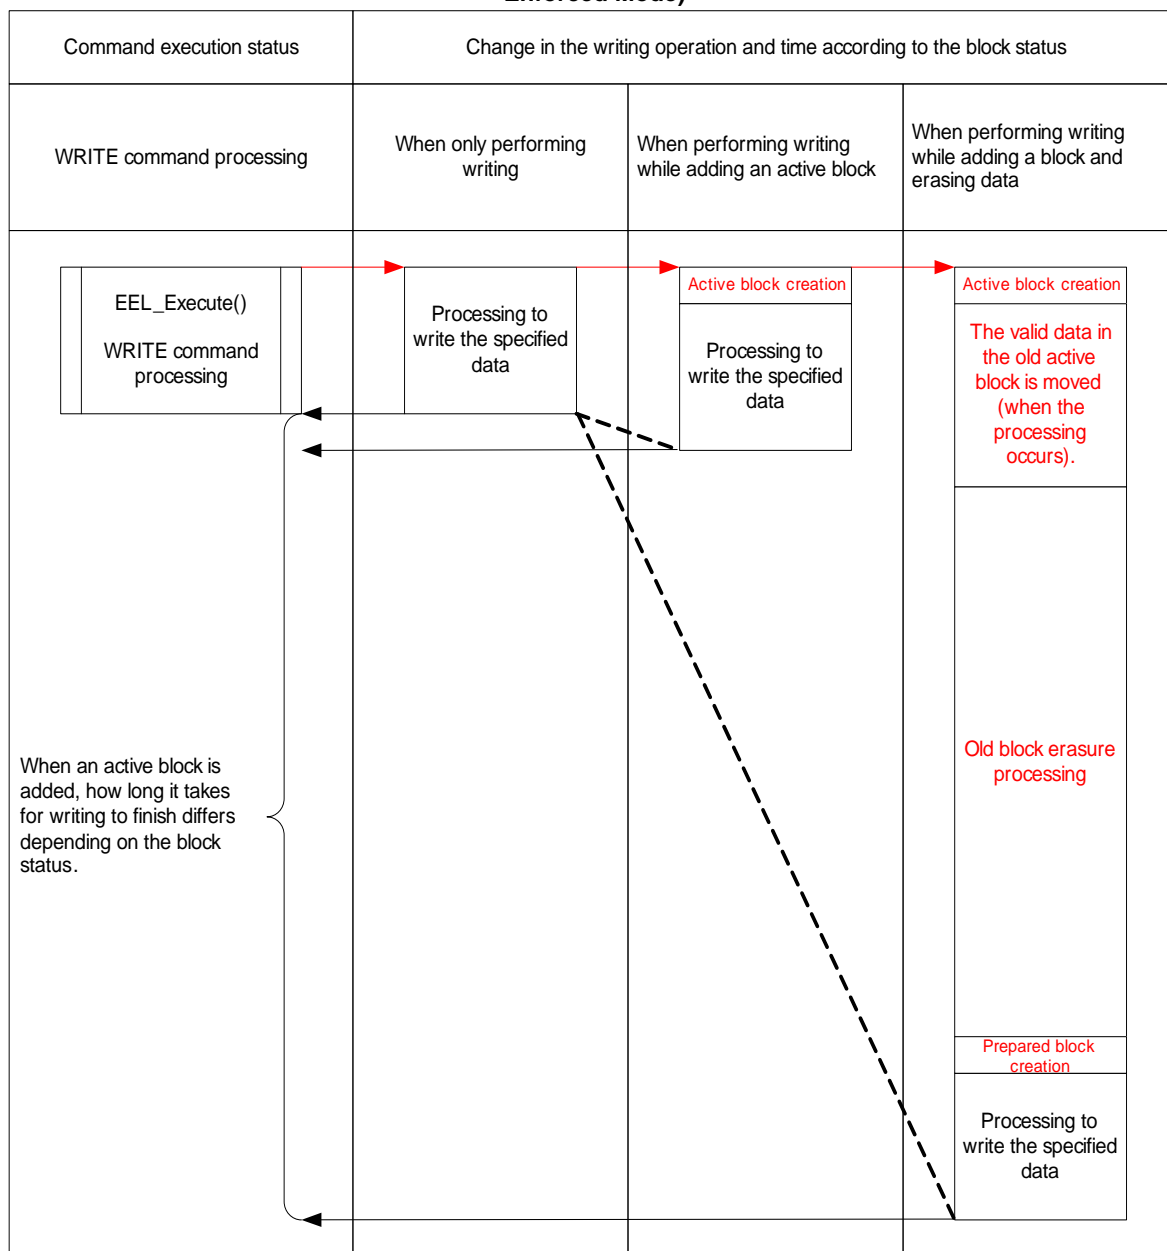 Enforced Mode)
Command execution status
Change in the writing operation and time according to the block status
WRITE command processing
When only performing
writing
When performing writing
while adding an active block
When performing writing
while adding a block and
erasing data
EEL_Execute()
WRITE command
processing
Processing to
write the specified
data
Active block creation
Processing to
write the specified
data
Active block creation
The valid data in
the old active
block is moved
(when the
processing
occurs).
Old block erasure
processing
Prepared block
creation
Processing to
write the specified
data
When an active block is
added, how long it takes
for writing to finish differs
depending on the block
status.